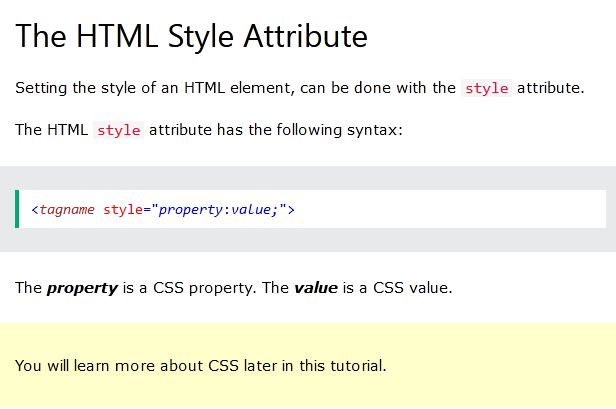 The HTML Style Attribute
Setting the style of an HTML element, can be done with the style attribute.
The HTML style attribute has the following syntax:
<tagname style="property:value;">
The property is a CSS property. The value is a CSS value.
You will learn more about CSS later in this tutorial.